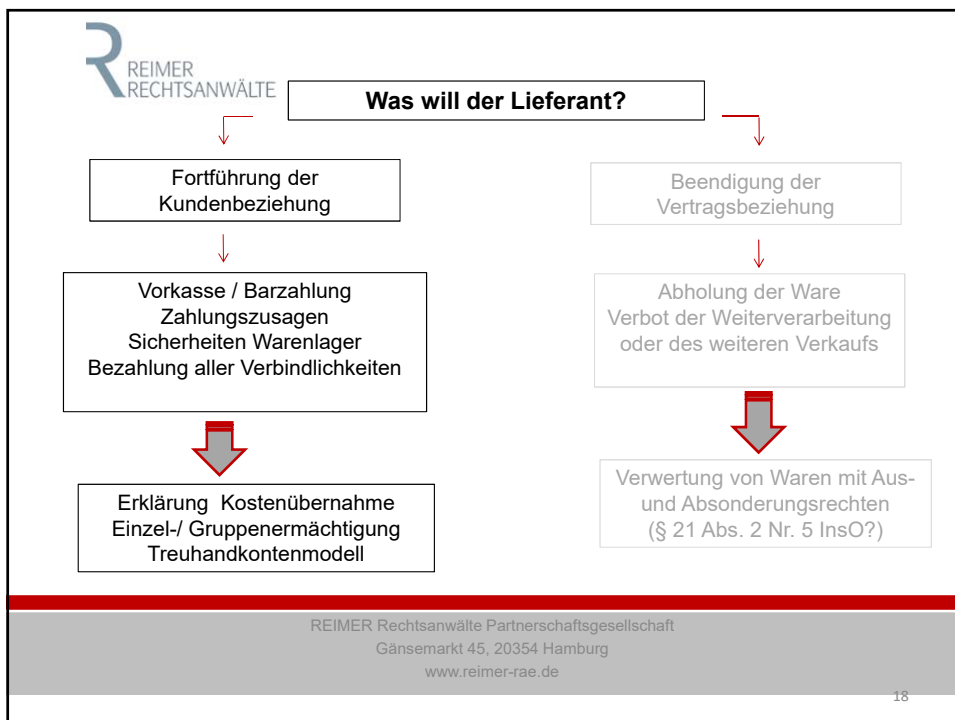 REIMER
RECHTSANWÄLTE
Was will der Lieferant?
Fortführung der
Kundenbeziehung
Vorkasse / Barzahlung
Zahlungszusagen
Sicherheiten Warenlager
Bezahlung aller Verbindlichkeiten
Erklärung Kostenübernahme
Einzel-/ Gruppenermächtigung
Treuhandkontenmodell
Beendigung der
Vertragsbeziehung
Abholung der Ware
Verbot der Weiterverarbeitung
oder des weiteren Verkaufs
Verwertung von Waren mit Aus-
und Absonderungsrechten
(§ 21 Abs. 2 Nr. 5 InsO?)
REIMER Rechtsanwälte Partnerschaftsgesellschaft
Gänsemarkt 45, 20354 Hamburg
www.reimer-rae.de
18